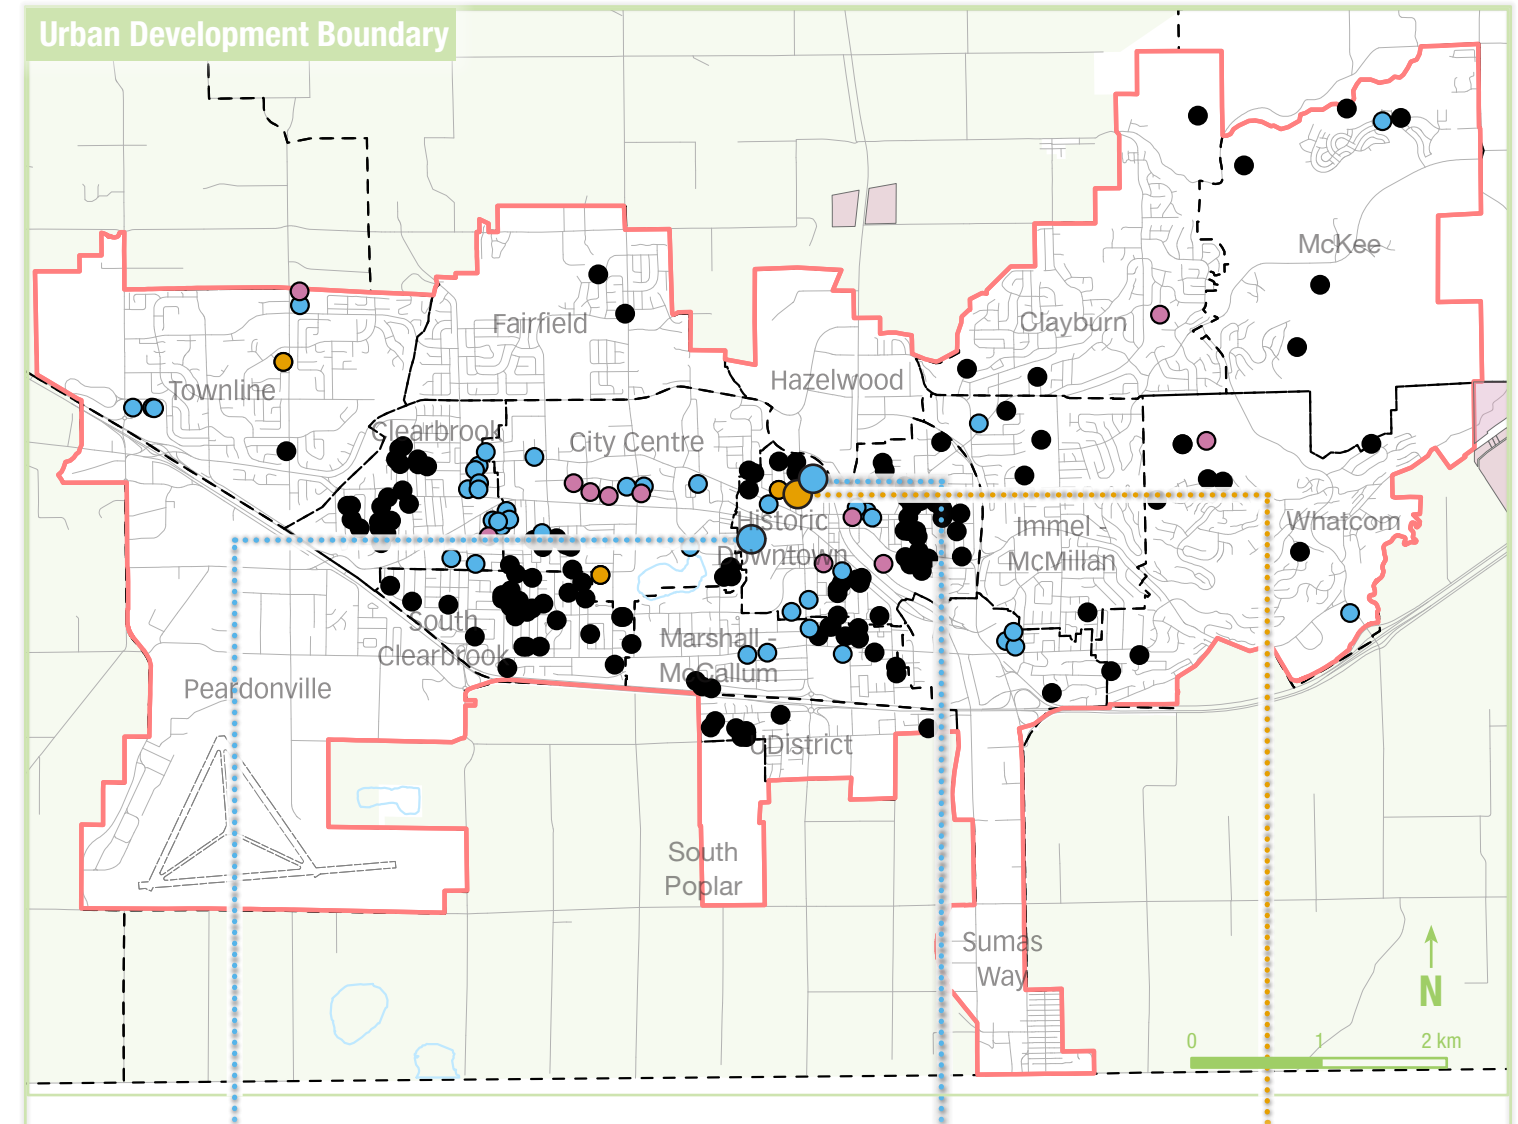 Urban Development Boundary
McKee
Fairfield
Clayburn
Townline
Hazelwood
Clearbrook
City Centre
Historic
Downtown
Immel -
McMillan
Whatcom
South
Clearbrook
Marshall -
McCallum
Peardonville
UDistrict
South
Poplar
Sumas
Way
N
0 1 2 km